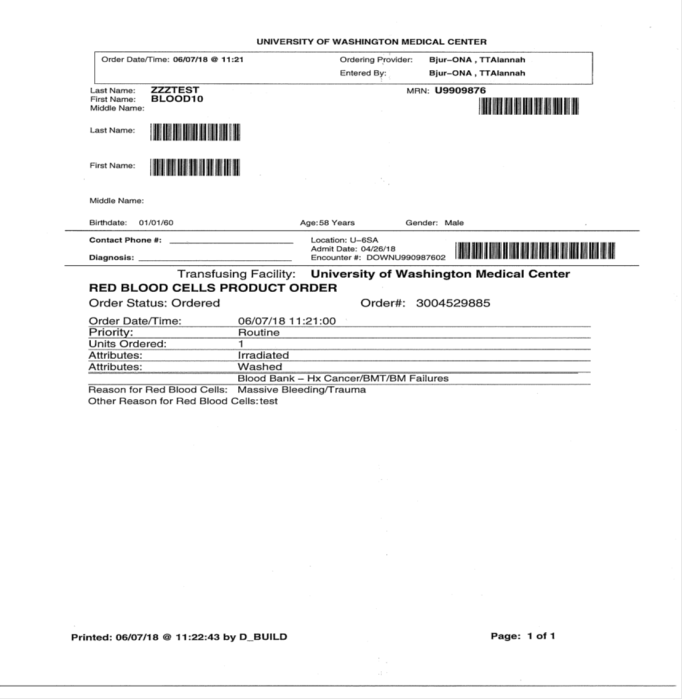 UNIVERSITY OF WASHINGTON MEDICAL CENTER
Order Date/Time: 06/07/18 @ 11:21 Ordering Provider: Bjur-ONA , TTAlannah
Entered By: Bjur-ONA , TTAlannah
Last Name: ZZZTEST MRN: U9909876
First Name: BLOOD10
Middle Name:
Last Name:
First Name:
Middle Name:
Birthdate: 01/01/60 Age:58 Years Gender: Male
Contact Phone #: Location: U-6SA
Admit Date: 04/26/18
Diagnosis: Encounter #: DOWNU990987602
Transfusing Facility: University of Washington Medical Center
RED BLOOD CELLS PRODUCT ORDER
Order Status: Ordered Order#: 3004529885
Order Date/Time: 06/07/18 11:21:00
Priority: Routine
Units Ordered: 1
Attributes: Irradiated
Attributes: Washed
Blood Bank - Hx Cancer/BMT/BM Failures
Reason for Red Blood Cells: Massive Bleeding/Trauma
Other Reason for Red Blood Cells:test
Printed: 06/07/18 @ 11:22:43 by D_BUILD Page: 1 of 1